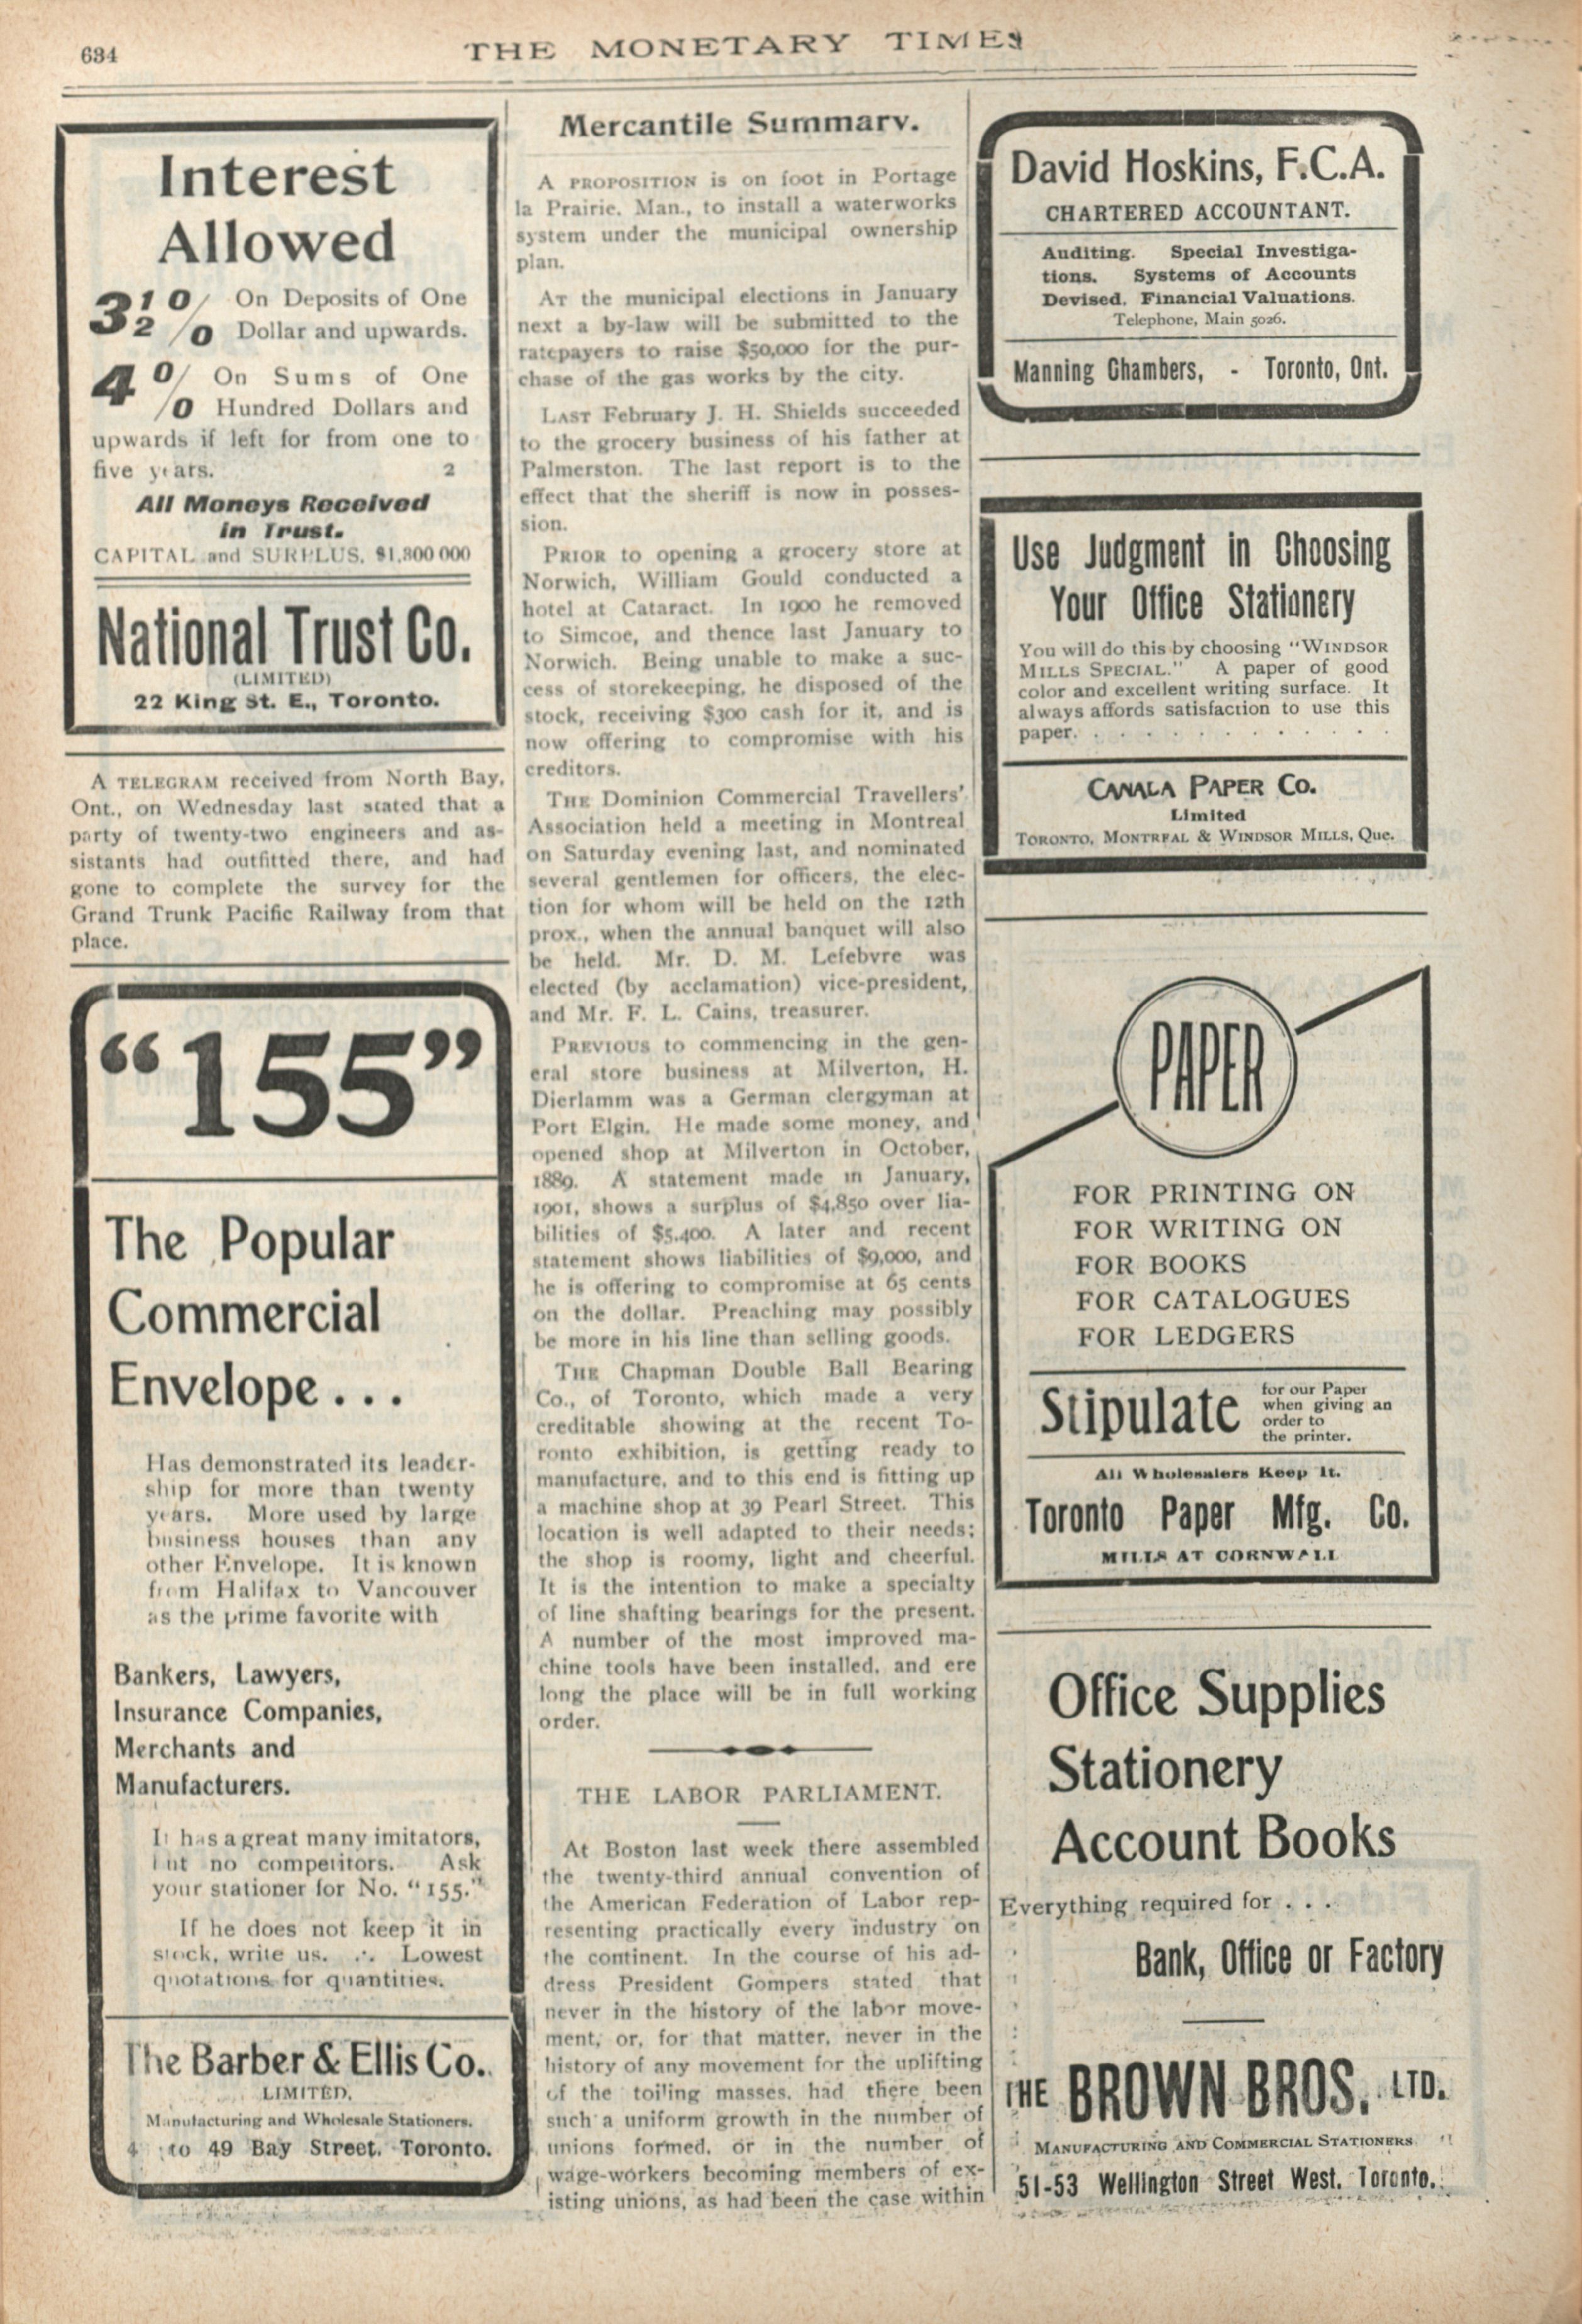 634
THE MONETARY TIMES
Interest
Allowed
3½% On Deposits of One
Dollar and upwards.
4% On Sums of One
Hundred Dollars and
upwards if left for from one to
five years. 2
All Moneys Received
in Trust.
CAPITAL and SURPLUS, $1,300 000
National Trust Co.
(LIMITED)
22 King St. E., Toronto.
A TELEGRAM received from North Bay,
Ont., on Wednesday last stated that a
party of twenty-two engineers and as-
sistants had outfitted there, and had
gone to complete the survey for the
Grand Trunk Pacific Railway from that
place.
“155”
The Popular
Commercial
Envelope...
Has demonstrated its leader-
ship for more than twenty
years. More used by large
business houses than any
other Envelope. It is known
from Halifax to Vancouver
as the prime favorite with
Bankers, Lawyers,
Insurance Companies,
Merchants and
Manufacturers.
It has a great many imitators,
but no competitors. Ask
your stationer for No. “155.”
If he does not keep it in
stock, write us. ∴ Lowest
quotations for quantities.
The Barber & Ellis Co.
LIMITED,
Manufacturing and Wholesale Stationers.
to 49 Bay Street, Toronto.
Mercantile Summary.
A PROPOSITION is on foot in Portage
la Prairie, Man., to install a waterworks
system under the municipal ownership
plan.
AT the municipal elections in January
next a by-law will be submitted to the
ratepayers to raise $50,000 for the pur-
chase of the gas works by the city.
LAST February J. H. Shields succeeded
to the grocery business of his father at
Palmerston. The last report is to the
effect that the sheriff is now in posses-
sion.
PRIOR to opening a grocery store at
Norwich, William Gould conducted a
hotel at Cataract. In 1900 he removed
to Simcoe, and thence last January to
Norwich. Being unable to make a suc-
cess of storekeeping, he disposed of the
stock, receiving $300 cash for it, and is
now offering to compromise with his
creditors.
THE Dominion Commercial Travellers'
Association held a meeting in Montreal
on Saturday evening last, and nominated
several gentlemen for officers, the elec-
tion for whom will be held on the 12th
prox., when the annual banquet will also
be held. Mr. D. M. Lefebvre was
elected (by acclamation) vice-president,
and Mr. F. L. Cains, treasurer.
PREVIOUS to commencing in the gen-
eral store business at Milverton, H.
Dierlamm was a German clergyman at
Port Elgin. He made some money, and
opened shop at Milverton in October,
1889. A statement made in January,
1901, shows a surplus of $4,850 over lia-
bilities of $5,400. A later and recent
statement shows liabilities of $9,000, and
he is offering to compromise at 65 cents
on the dollar. Preaching may possibly
be more in his line than selling goods.
THE Chapman Double Ball Bearing
Co., of Toronto, which made a very
creditable showing at the recent To-
ronto exhibition, is getting ready to
manufacture, and to this end is fitting up
a machine shop at 39 Pearl Street. This
location is well adapted to their needs;
the shop is roomy, light and cheerful.
It is the intention to make a specialty
of line shafting bearings for the present.
A number of the most improved ma-
chine tools have been installed, and ere
long the place will be in full working
order.
THE LABOR PARLIAMENT.
At Boston last week there assembled
the twenty-third annual convention of
the American Federation of Labor rep-
resenting practically every industry on
the continent. In the course of his ad-
dress President Gompers stated that
never in the history of the labor move-
ment, or, for that matter, never in the
history of any movement for the uplifting
of the toiling masses, had there been
such a uniform growth in the number of
unions formed, or in the number of
wage-workers becoming members of ex-
isting unions, as had been the case within
David Hoskins, F.C.A.
CHARTERED ACCOUNTANT.
Auditing. Special Investiga-
tions. Systems of Accounts
Devised. Financial Valuations.
Telephone, Main 5026.
Manning Chambers, - Toronto, Ont.
Use Judgment in Choosing
Your Office Stationery
You will do this by choosing “WINDSOR
MILLS SPECIAL.” A paper of good
color and excellent writing surface. It
always affords satisfaction to use this
paper. . . . . . . . . . . . .
CANADA PAPER CO.
Limited
TORONTO, MONTREAL & WINDSOR MILLS, Que.
PAPER
FOR PRINTING ON
FOR WRITING ON
FOR BOOKS
FOR CATALOGUES
FOR LEDGERS
Stipulate for our Paper
when giving an
order to
the printer.
All Wholesalers Keep It.
Toronto Paper Mfg. Co.
MILLS AT CORNWALL
Office Supplies
Stationery
Account Books
Everything required for . . .
Bank, Office or Factory
THE BROWN BROS. LTD.
MANUFACTURING AND COMMERCIAL STATIONERS
51-53 Wellington Street West, Toronto.